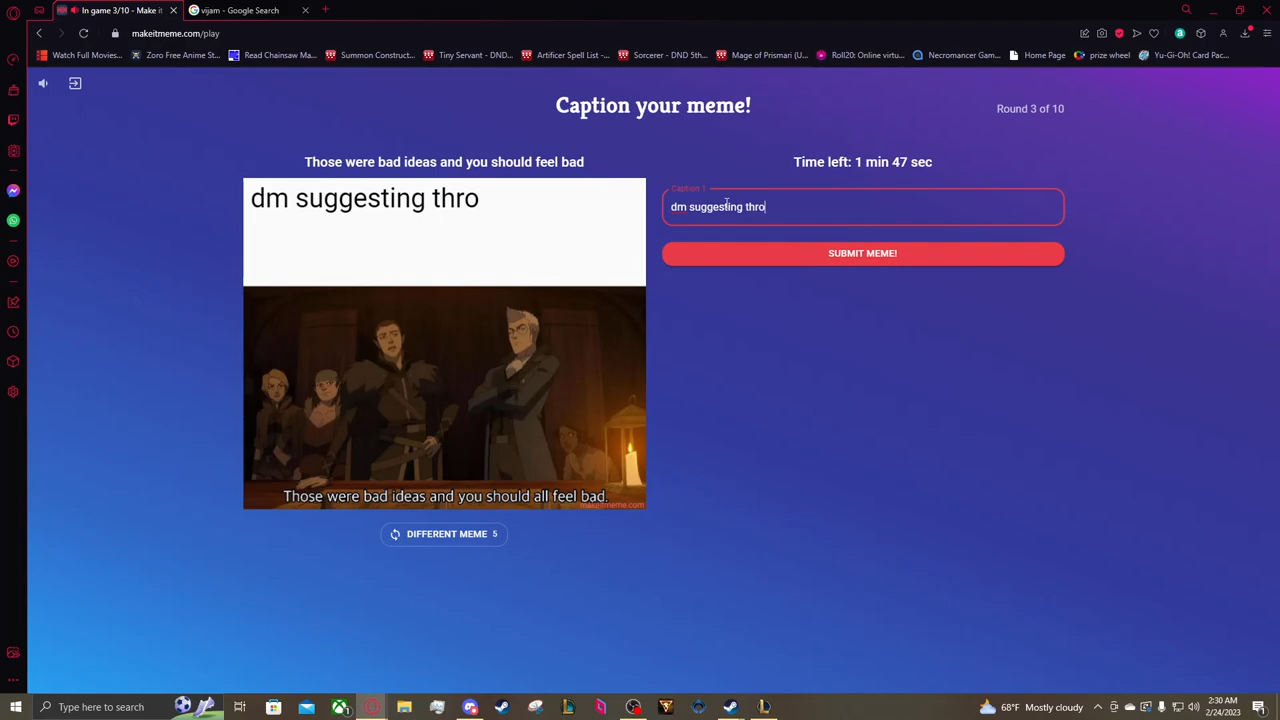 In game 3/10 - Make it
vijam - Google Search
makeitmeme.com/play
Watch Full Movies...
Zoro Free Anime St...
Read Chainsaw Ma...
Summon Construct...
Tiny Servant - DND...
Artificer Spell List -...
Sorcerer - DND 5th...
Mage of Prismari (U...
Roll20: Online virtu...
Necromancer Gam...
Home Page
prize wheel
Yu-Gi-Oh! Card Pac...
Caption your meme!
Round 3 of 10
Those were bad ideas and you should feel bad
Time left: 1 min 47 sec
dm suggesting thro
Caption 1
dm suggesting thro
SUBMIT MEME!
Those were bad ideas and you should all feel bad.
makeitmeme.com
DIFFERENT MEME 5
Type here to search
68°F Mostly cloudy
2:30 AM
2/24/2023